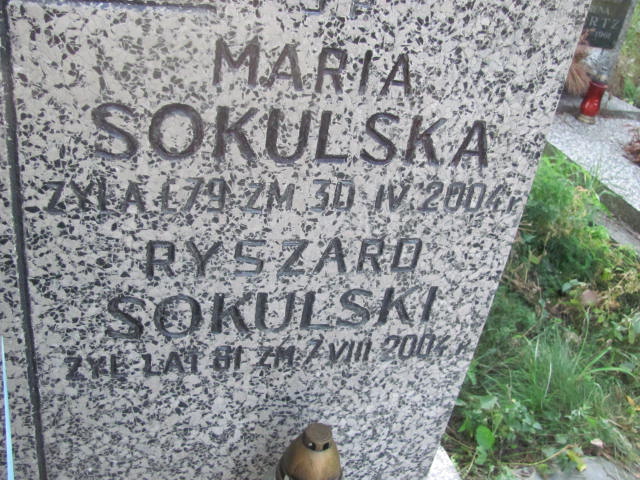 MARIA
SOKULSKA
ŻYŁA L.79 ZM 30 IV 2004 r
RYSZARD
SOKULSKI
ŻYŁ LAT 81 ZM 7 VIII 2004 r